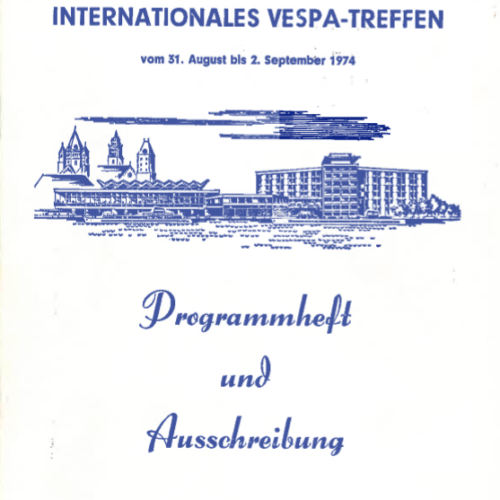 INTERNATIONALES VESPA-TREFFEN
vom 31. August bis 2. September 1974
Programmheft
und
Ausschreibung